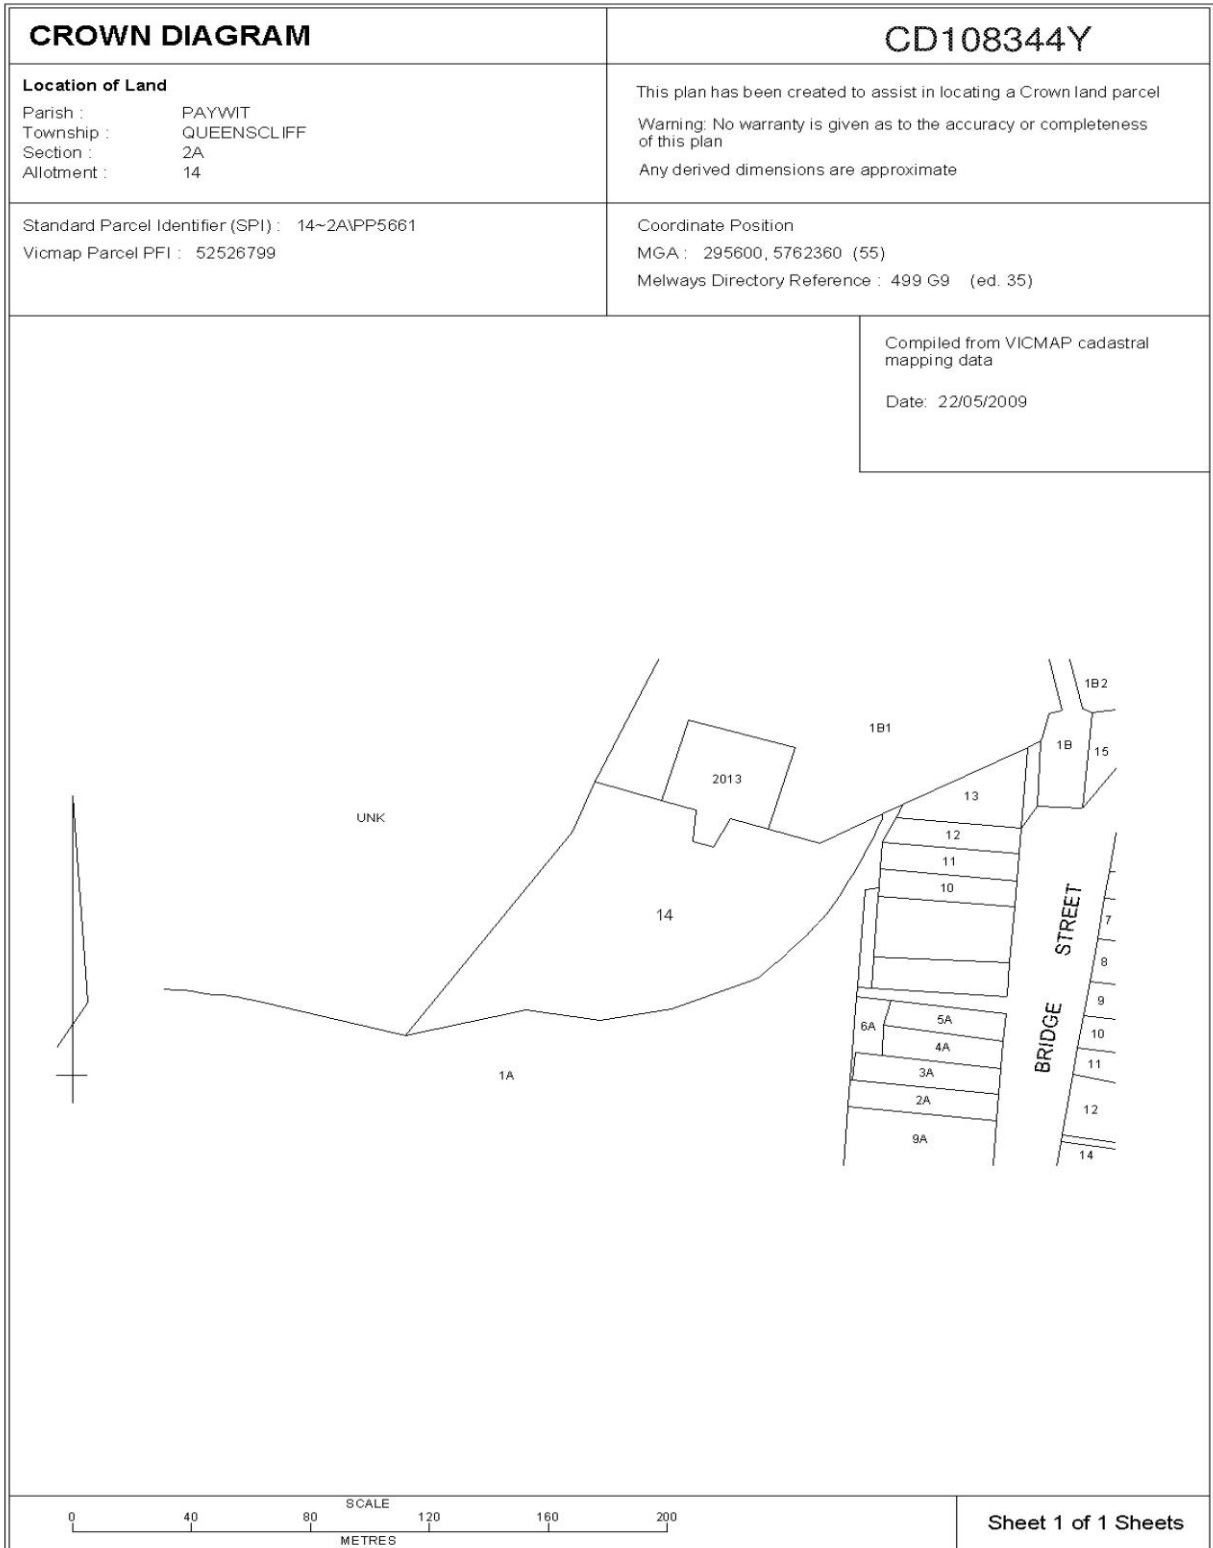 CROWN DIAGRAM
CD108344Y
Location of Land
Parish : PAYWIT
Township : QUEENSCLIFF
Section : 2A
Allotment : 14
This plan has been created to assist in locating a Crown land parcel
Warning: No warranty is given as to the accuracy or completeness
of this plan
Any derived dimensions are approximate
Standard Parcel Identifier (SPI) : 14~2A\PP5661
Vicmap Parcel PFI : 52526799
Coordinate Position
MGA : 295600, 5762360 (55)
Melways Directory Reference : 499 G9 (ed. 35)
Compiled from VICMAP cadastral
mapping data
Date: 22/05/2009
1B2
1B1
1B
15
2013
13
UNK
12
11
10
14
STREET
7
8
9
6A
5A
BRIDGE
10
4A
11
3A
1A
2A
12
9A
14
SCALE
0 40 80 120 160 200
METRES
Sheet 1 of 1 Sheets